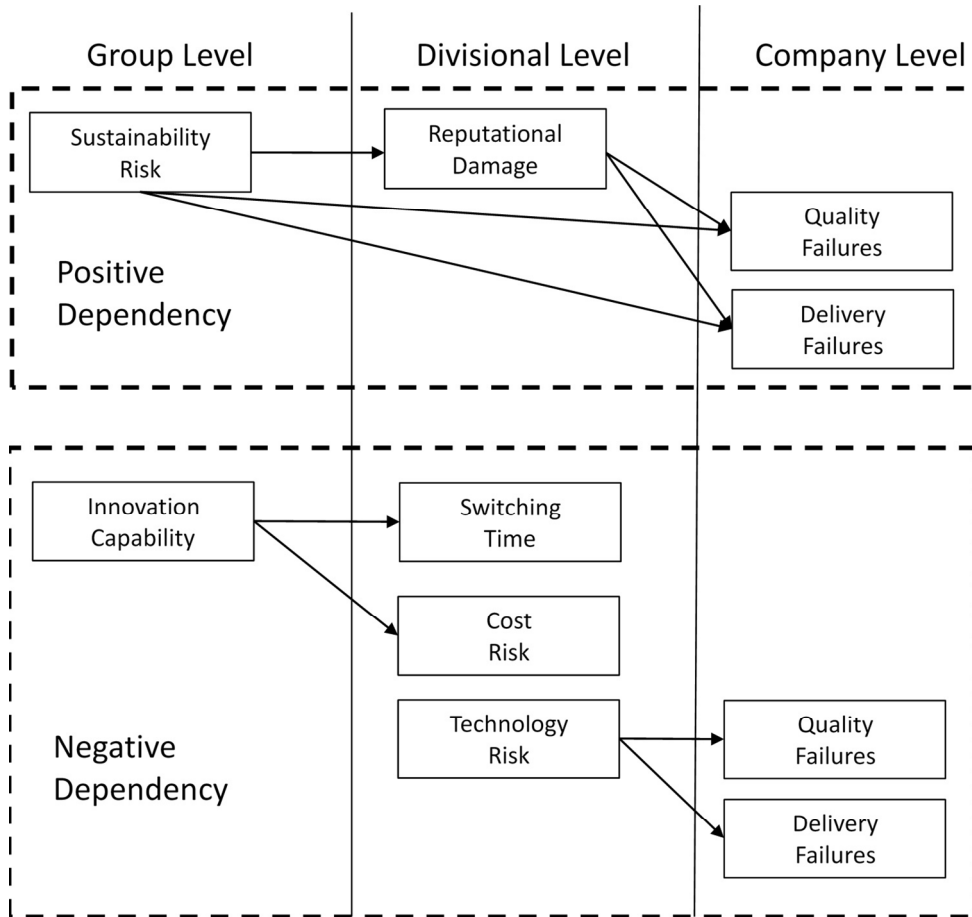 Group Level
Divisional Level
Company Level
Sustainability
Risk
Reputational
Damage
Quality
Failures
Positive
Dependency
Delivery
Failures
Innovation
Capability
Switching
Time
Cost
Risk
Technology
Risk
Quality
Failures
Negative
Dependency
Delivery
Failures